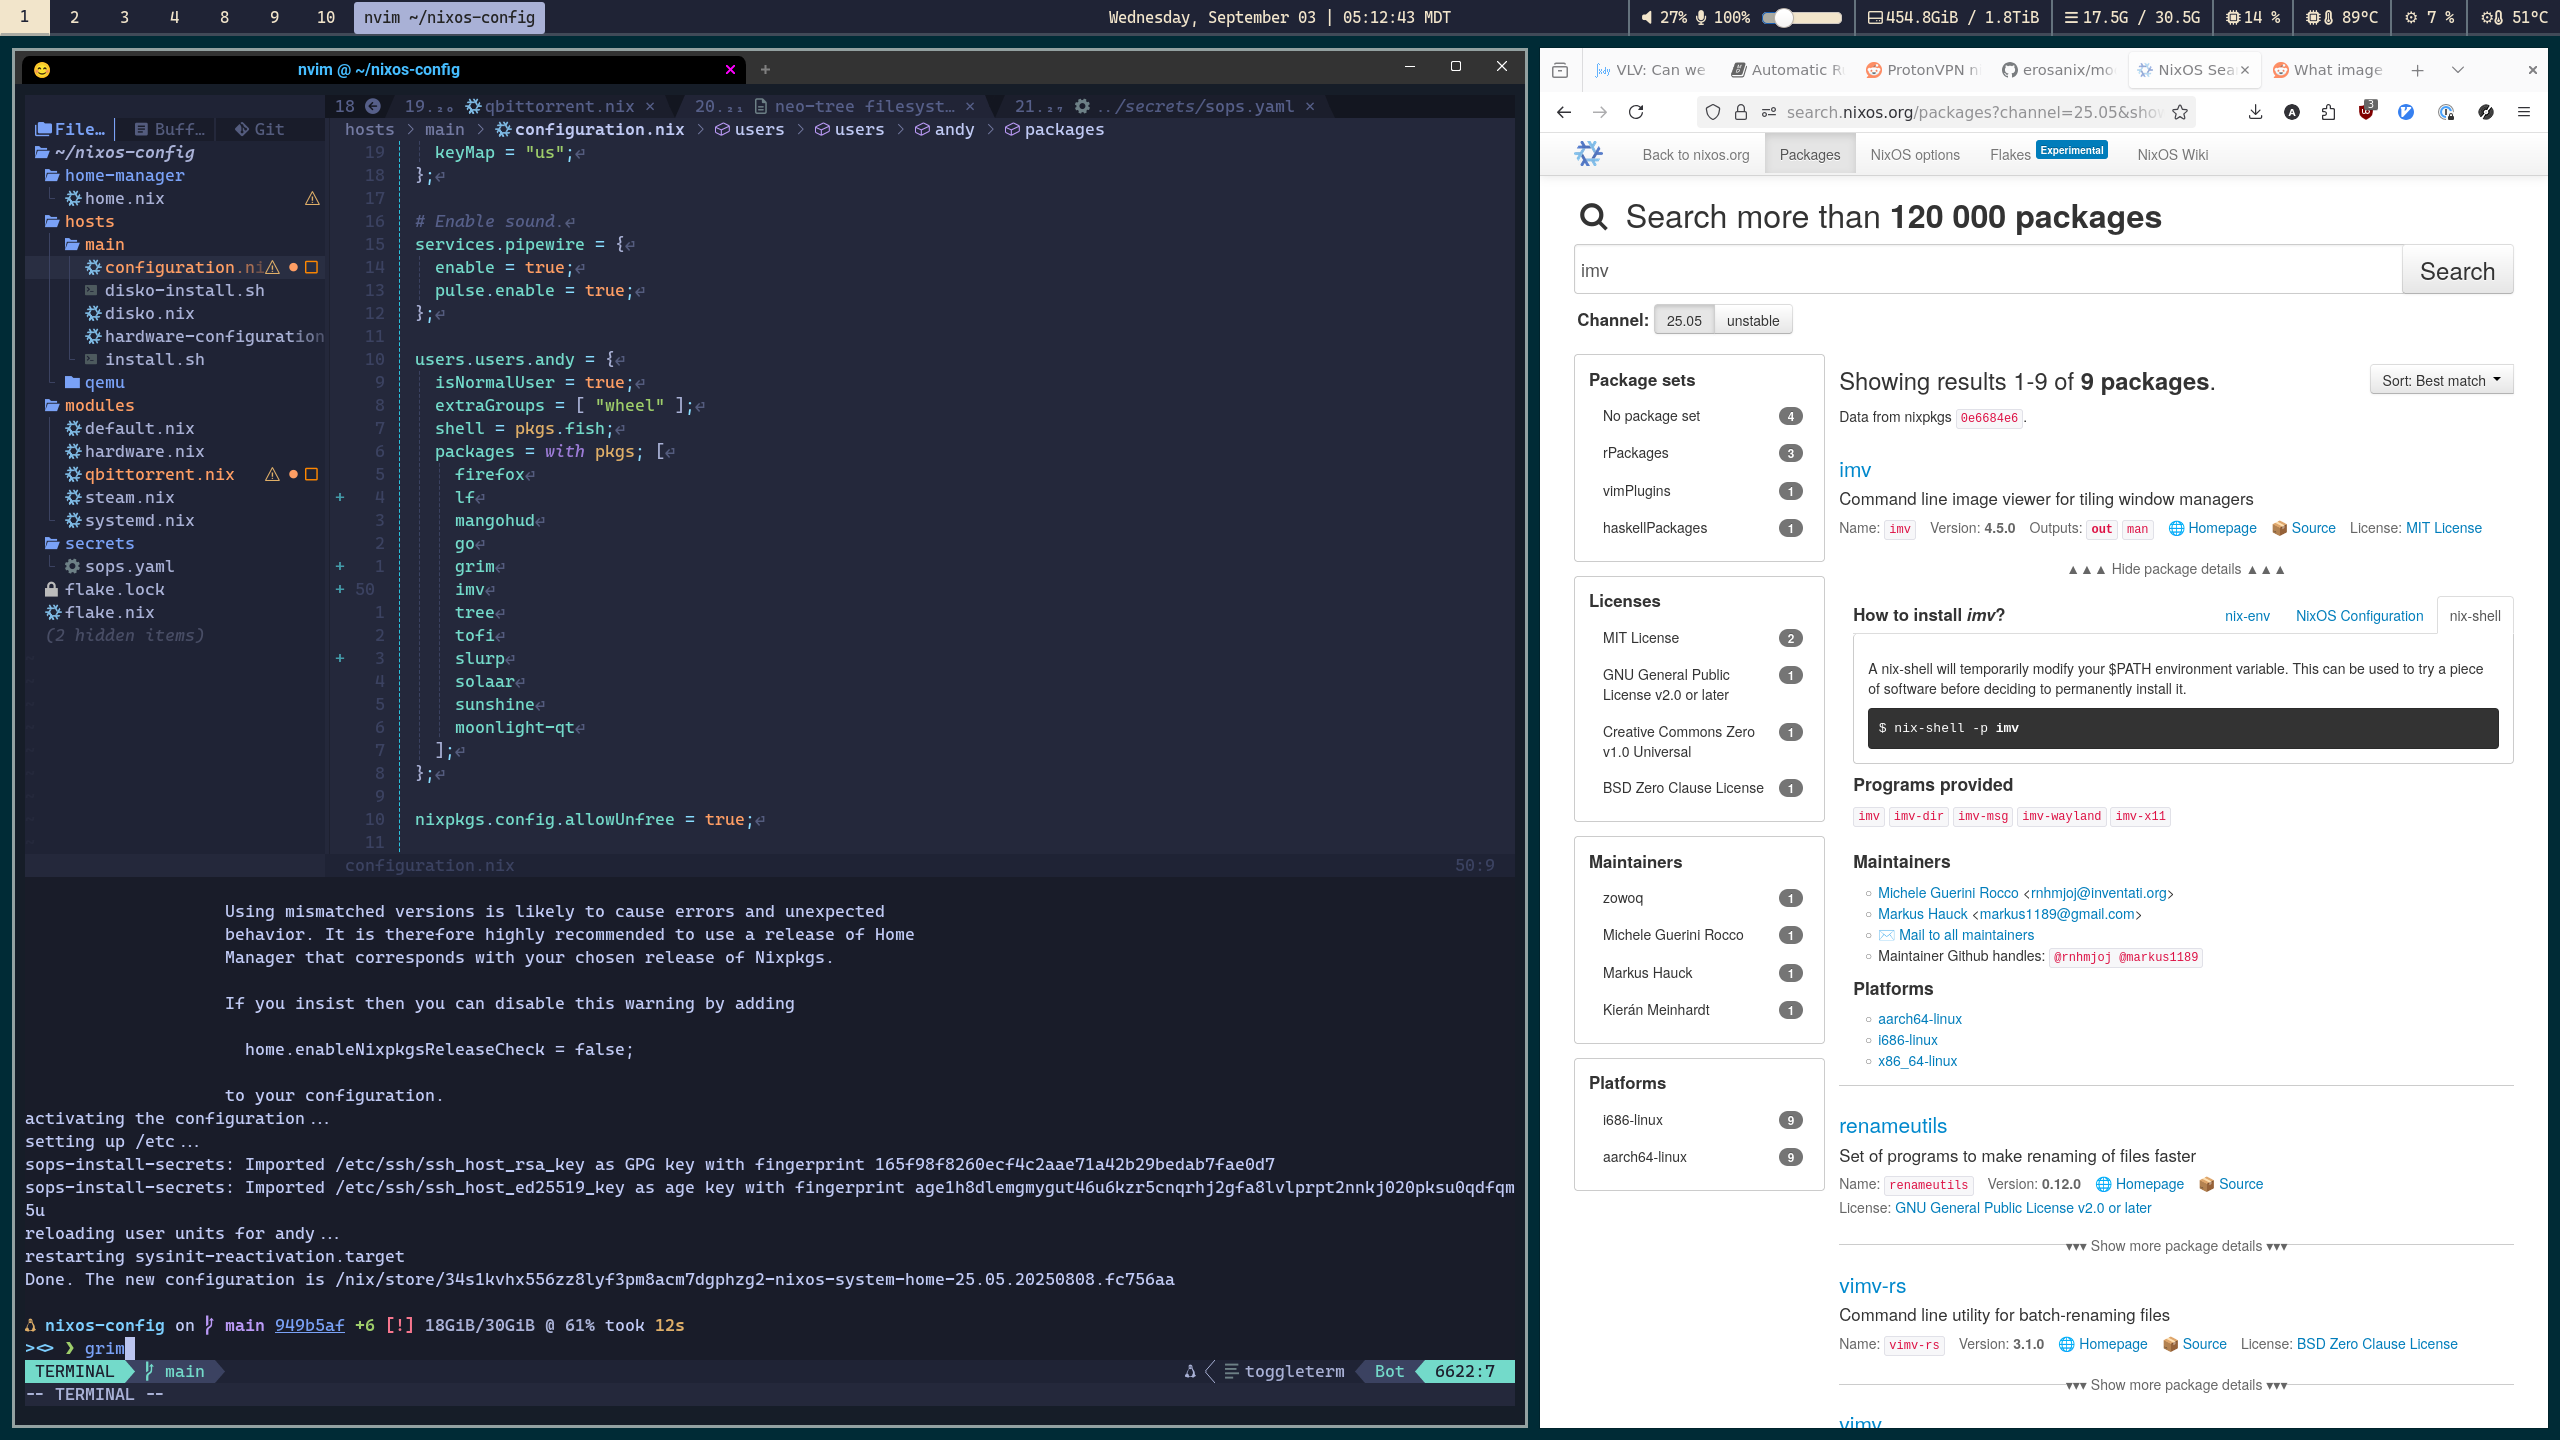 1 2 3 4 8 9 10 nvim ~/nixos-config
Wednesday, September 03 | 05:12:43 MDT
27% 100% 454.8GiB / 1.8TiB 17.5G / 30.5G 14 % 89°C 7 % 51°C
nvim @ ~/nixos-config
18 19. qbittorrent.nix × 20. neo-tree filesyst… × 21. ../secrets/sops.yaml ×
File… Buff… Git
~/nixos-config
home-manager
home.nix
hosts
main
configuration.ni
disko-install.sh
disko.nix
hardware-configuration
install.sh
qemu
modules
default.nix
hardware.nix
qbittorrent.nix
steam.nix
systemd.nix
secrets
sops.yaml
flake.lock
flake.nix
(2 hidden items)
hosts > main > configuration.nix > users > users > andy > packages
19 keyMap = "us";
18 };
17
16 # Enable sound.
15 services.pipewire = {
14 enable = true;
13 pulse.enable = true;
12 };
11
10 users.users.andy = {
9 isNormalUser = true;
8 extraGroups = [ "wheel" ];
7 shell = pkgs.fish;
6 packages = with pkgs; [
5 firefox
+ 4 lf
3 mangohud
2 go
+ 1 grim
+ 50 imv
1 tree
2 tofi
+ 3 slurp
4 solaar
5 sunshine
6 moonlight-qt
7 ];
8 };
9
10 nixpkgs.config.allowUnfree = true;
11
configuration.nix 50:9
Using mismatched versions is likely to cause errors and unexpected
behavior. It is therefore highly recommended to use a release of Home
Manager that corresponds with your chosen release of Nixpkgs.
If you insist then you can disable this warning by adding
home.enableNixpkgsReleaseCheck = false;
to your configuration.
activating the configuration...
setting up /etc...
sops-install-secrets: Imported /etc/ssh/ssh_host_rsa_key as GPG key with fingerprint 165f98f8260ecf4c2aae71a42b29bedab7fae0d7
sops-install-secrets: Imported /etc/ssh/ssh_host_ed25519_key as age key with fingerprint age1h8dlemgmygut46u6kzr5cnqrhj2gfa8lvlprpt2nnkj020pksu0qdfqm
5u
reloading user units for andy...
restarting sysinit-reactivation.target
Done. The new configuration is /nix/store/34s1kvhx556zz8lyf3pm8acm7dgphzg2-nixos-system-home-25.05.20250808.fc756aa
nixos-config on main 949b5af +6 [!] 18GiB/30GiB @ 61% took 12s
><> ❯ grim
TERMINAL main toggleterm Bot 6622:7
-- TERMINAL --
VLV: Can we Automatic R ProtonVPN n erosanix/mo NixOS Sea × What image
search.nixos.org/packages?channel=25.05&show
3
Back to nixos.org Packages NixOS options Flakes Experimental NixOS Wiki
Search more than 120 000 packages
imv Search
Channel: 25.05 unstable
Package sets
No package set 4
rPackages 3
vimPlugins 1
haskellPackages 1
Licenses
MIT License 2
GNU General Public 1
License v2.0 or later
Creative Commons Zero 1
v1.0 Universal
BSD Zero Clause License 1
Maintainers
zowoq 1
Michele Guerini Rocco 1
Markus Hauck 1
Kierán Meinhardt 1
Platforms
i686-linux 9
aarch64-linux 9
Showing results 1-9 of 9 packages.
Sort: Best match
Data from nixpkgs 0e6684e6.
imv
Command line image viewer for tiling window managers
Name: imv Version: 4.5.0 Outputs: out man Homepage Source License: MIT License
▲▲▲ Hide package details ▲▲▲
How to install imv? nix-env NixOS Configuration nix-shell
A nix-shell will temporarily modify your $PATH environment variable. This can be used to try a piece
of software before deciding to permanently install it.
$ nix-shell -p imv
Programs provided
imv imv-dir imv-msg imv-wayland imv-x11
Maintainers
Michele Guerini Rocco <rnhmjoj@inventati.org>
Markus Hauck <markus1189@gmail.com>
Mail to all maintainers
Maintainer Github handles: @rnhmjoj @markus1189
Platforms
aarch64-linux
i686-linux
x86_64-linux
renameutils
Set of programs to make renaming of files faster
Name: renameutils Version: 0.12.0 Homepage Source
License: GNU General Public License v2.0 or later
▾▾▾ Show more package details ▾▾▾
vimv-rs
Command line utility for batch-renaming files
Name: vimv-rs Version: 3.1.0 Homepage Source License: BSD Zero Clause License
▾▾▾ Show more package details ▾▾▾
vimv